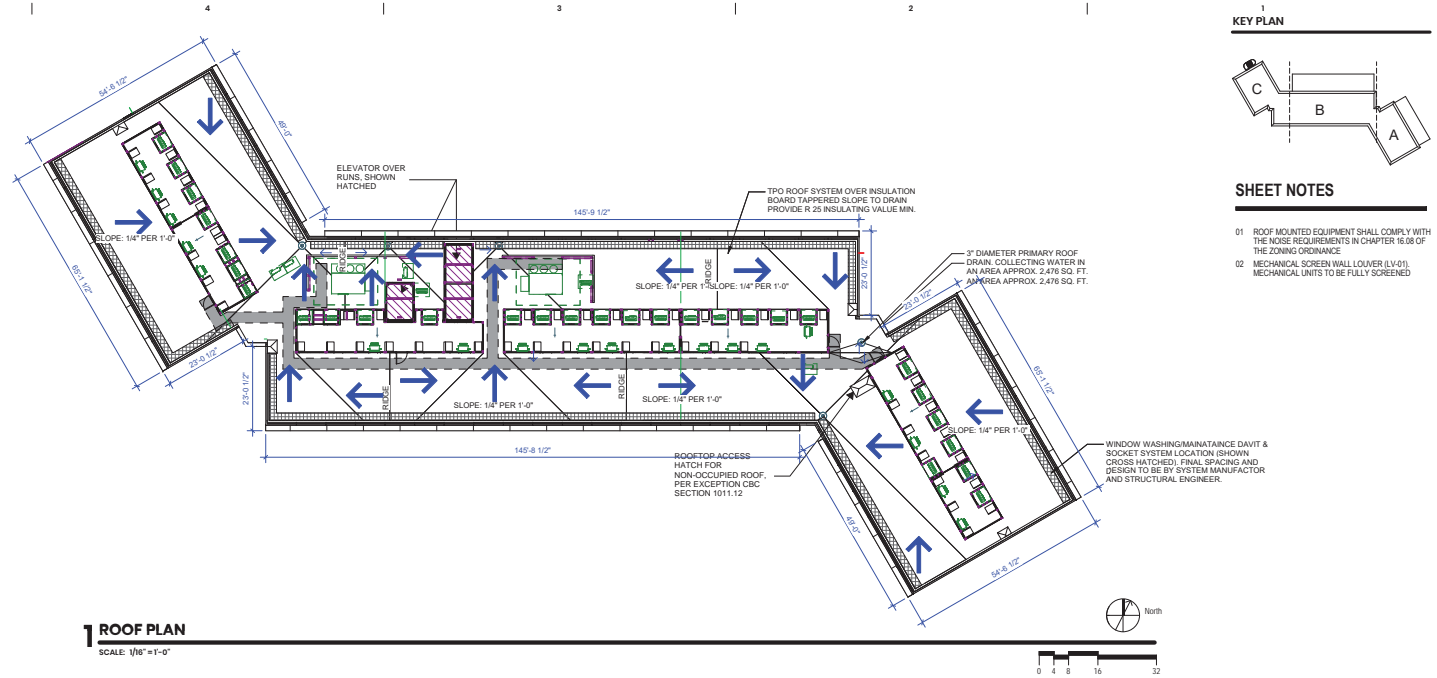 4
3
2
1
KEY PLAN
C
B
A
SHEET NOTES
01 ROOF MOUNTED EQUIPMENT SHALL COMPLY WITH
THE NOISE REQUIREMENTS IN CHAPTER 16.08 OF
THE ZONING ORDINANCE
02 MECHANICAL SCREEN WALL LOUVER (LV-01).
MECHANICAL UNITS TO BE FULLY SCREENED
54'-6 1/2"
49'-0"
ELEVATOR OVER
RUNS, SHOWN
HATCHED
TPO ROOF SYSTEM OVER INSULATION
BOARD TAPPERED SLOPE TO DRAIN
PROVIDE R 25 INSULATING VALUE MIN.
145'-9 1/2"
SLOPE: 1/4" PER 1'-0"
65'-1 1/2"
RIDGE
RIDGE
SLOPE: 1/4" PER 1'-
SLOPE: 1/4" PER 1'-0"
23'-0 1/2"
3" DIAMETER PRIMARY ROOF
DRAIN. COLLECTING WATER IN
AN AREA APPROX. 2,476 SQ. FT.
AN AREA APPROX. 2,476 SQ. FT.
23'-0 1/2"
23'-0 1/2"
23'-0 1/2"
RIDGE
RIDGE
SLOPE: 1/4" PER 1'-0"
SLOPE: 1/4" PER 1'-0"
65'-1 1/2"
SLOPE: 1/4" PER 1'-0"
145'-8 1/2"
ROOFTOP ACCESS
HATCH FOR
NON-OCCUPIED ROOF,
PER EXCEPTION CBC
SECTION 1011.12
WINDOW WASHING/MAINATAINCE DAVIT &
SOCKET SYSTEM LOCATION (SHOWN
CROSS HATCHED). FINAL SPACING AND
DESIGN TO BE BY SYSTEM MANUFACTOR
AND STRUCTURAL ENGINEER.
49'-0"
54'-6 1/2"
North
1 ROOF PLAN
SCALE: 1/16" = 1'-0"
0 4 8 16 32